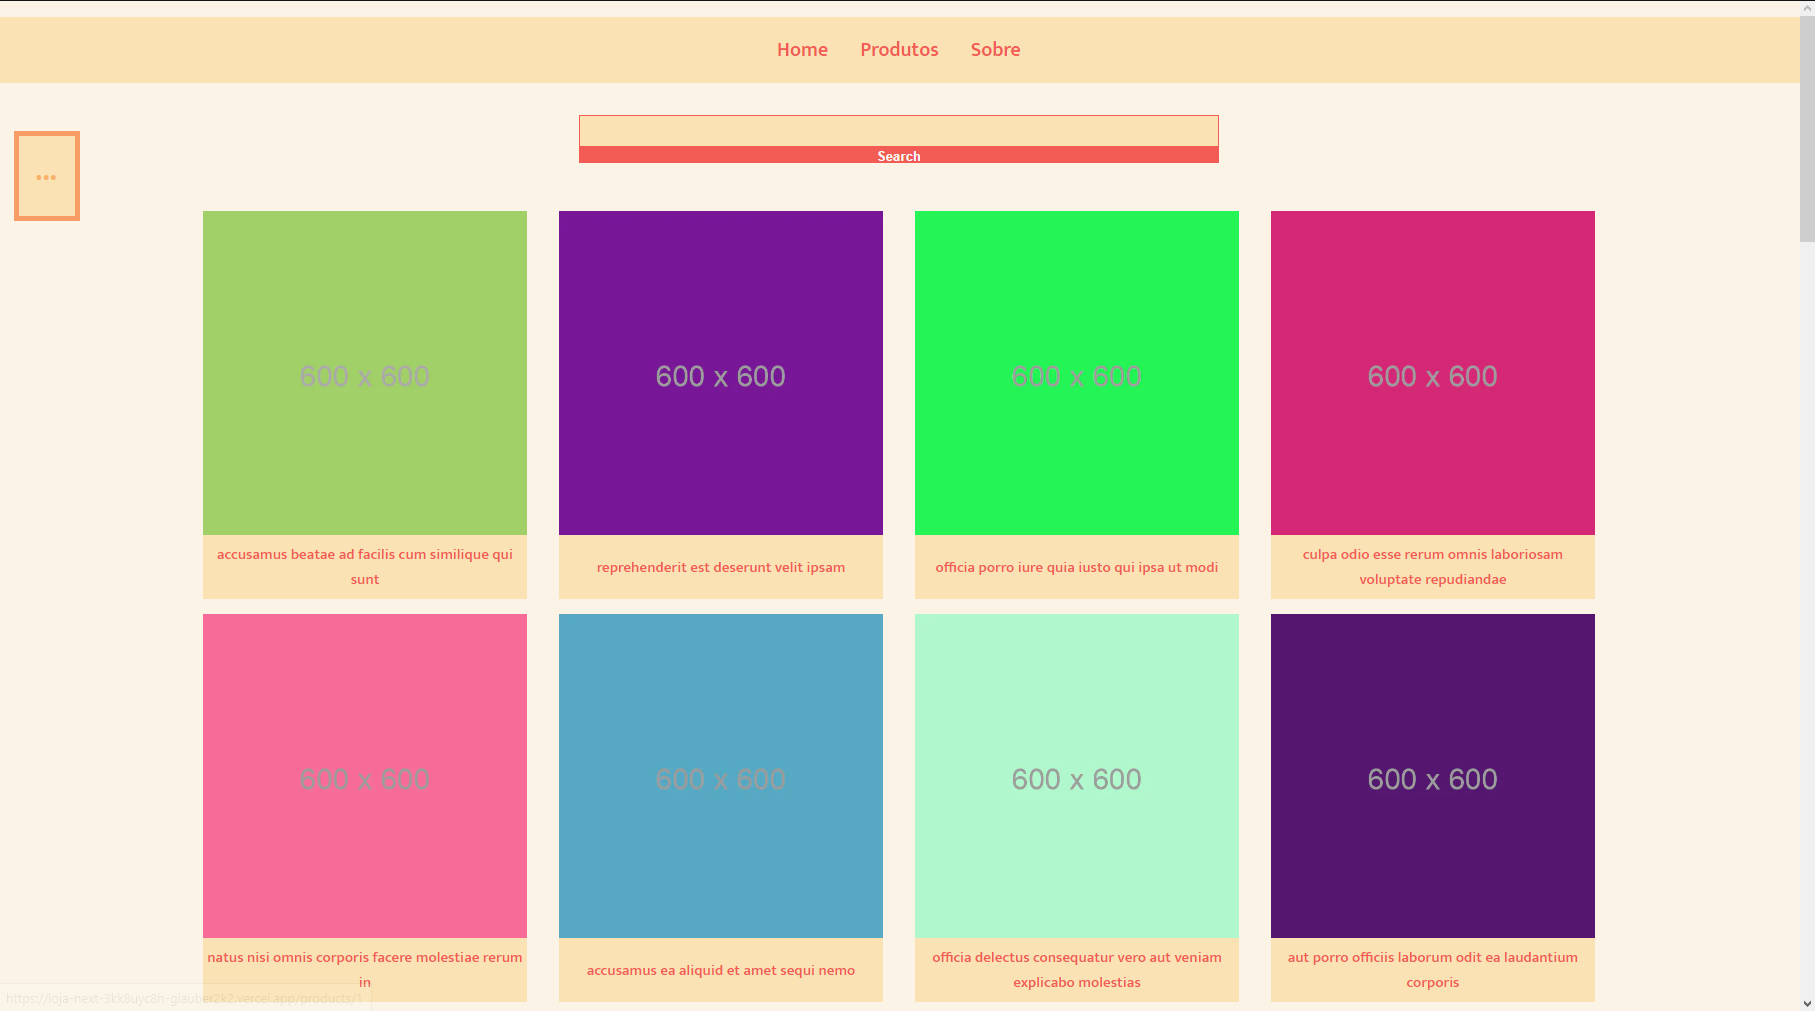 Home Produtos Sobre
Search
•••
600 x 600 600 x 600 600 x 600 600 x 600
accusamus beatae ad facilis cum similique qui
sunt
reprehenderit est deserunt velit ipsam
officia porro iure quia iusto qui ipsa ut modi
culpa odio esse rerum omnis laboriosam
voluptate repudiandae
600 x 600 600 x 600 600 x 600 600 x 600
natus nisi omnis corporis facere molestiae rerum
in
accusamus ea aliquid et amet sequi nemo
officia delectus consequatur vero aut veniam
explicabo molestias
aut porro officiis laborum odit ea laudantium
corporis
https://loja-next-3kk8uyc8h-glauber2k2.vercel.app/products/1